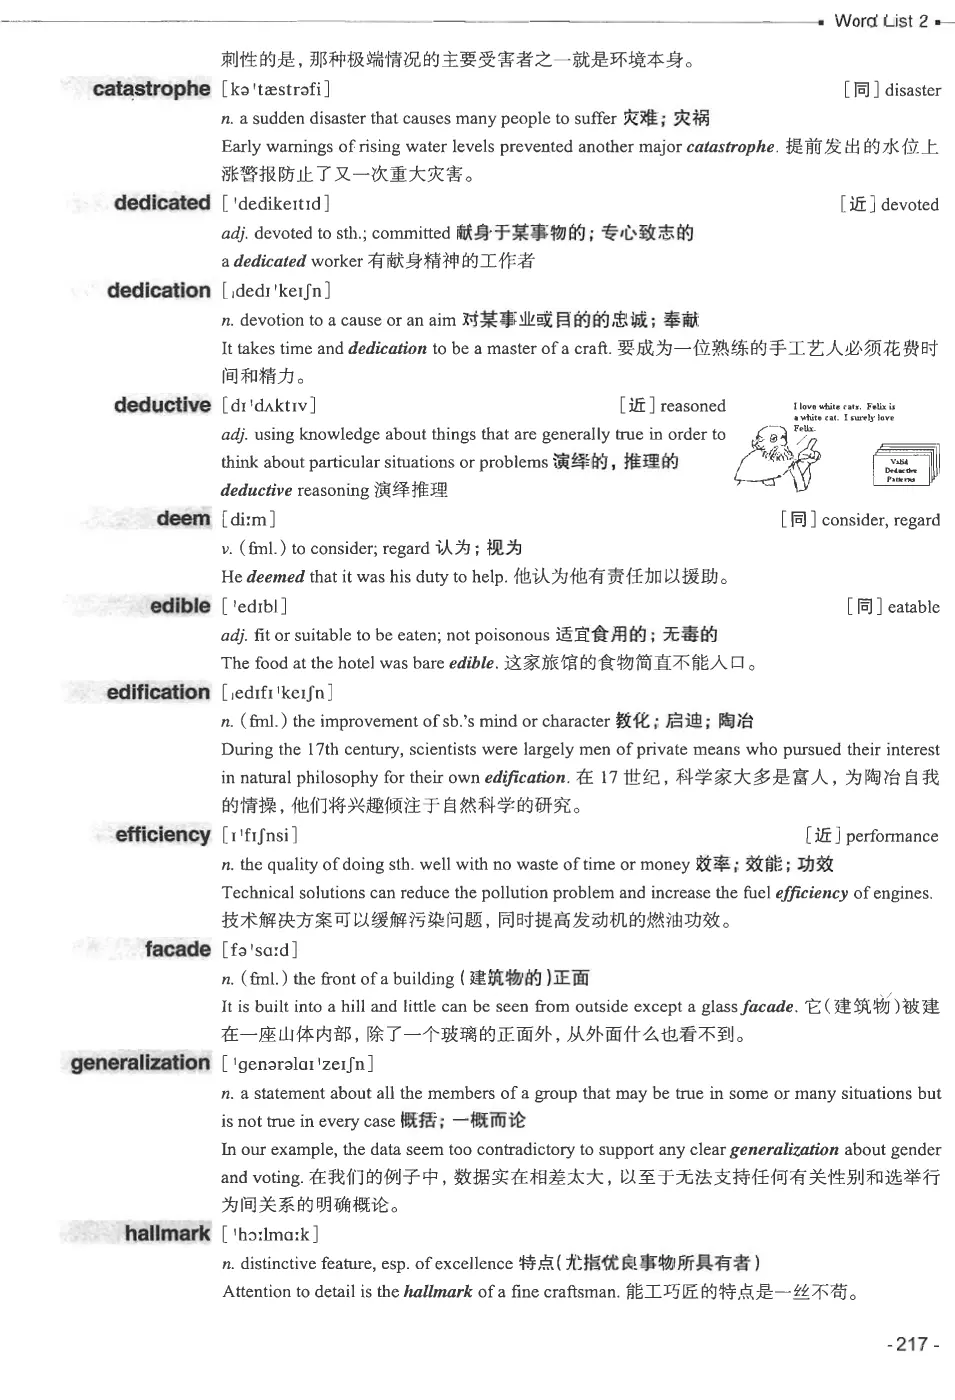 Word List 2
刺性的是，那种极端情况的主要受害者之一就是环境本身。
catastrophe [kə'tæstrəfi] [同] disaster
n. a sudden disaster that causes many people to suffer 灾难；灾祸
Early warnings of rising water levels prevented another major catastrophe. 提前发出的水位上
涨警报防止了又一次重大灾害。
dedicated ['dedikeɪtɪd] [近] devoted
adj. devoted to sth.; committed 献身于某事物的；专心致志的
a dedicated worker 有献身精神的工作者
dedication [ˌdedɪ'keɪʃn]
n. devotion to a cause or an aim 对某事业或目的的忠诚；奉献
It takes time and dedication to be a master of a craft. 要成为一位熟练的手工艺人必须花费时
间和精力。
deductive [dɪ'dʌktɪv] [近] reasoned
adj. using knowledge about things that are generally true in order to
think about particular situations or problems 演绎的，推理的
deductive reasoning 演绎推理
I love white cats. Felix is
a white cat. I surely love
Felix.
Valid
Deductive
Patterns
deem [diːm] [同] consider, regard
v. (fml.) to consider; regard 认为；视为
He deemed that it was his duty to help. 他认为他有责任加以援助。
edible ['edɪbl] [同] eatable
adj. fit or suitable to be eaten; not poisonous 适宜食用的；无毒的
The food at the hotel was bare edible. 这家旅馆的食物简直不能入口。
edification [ˌedɪfɪ'keɪʃn]
n. (fml.) the improvement of sb.'s mind or character 教化；启迪；陶冶
During the 17th century, scientists were largely men of private means who pursued their interest
in natural philosophy for their own edification. 在 17 世纪，科学家大多是富人，为陶冶自我
的情操，他们将兴趣倾注于自然科学的研究。
efficiency [ɪ'fɪʃnsi] [近] performance
n. the quality of doing sth. well with no waste of time or money 效率；效能；功效
Technical solutions can reduce the pollution problem and increase the fuel efficiency of engines.
技术解决方案可以缓解污染问题，同时提高发动机的燃油功效。
facade [fə'sɑːd]
n. (fml.) the front of a building (建筑物的)正面
It is built into a hill and little can be seen from outside except a glass facade. 它(建筑物)被建
在一座山体内部，除了一个玻璃的正面外，从外面什么也看不到。
generalization ['ɡenərəlaɪ'zeɪʃn]
n. a statement about all the members of a group that may be true in some or many situations but
is not true in every case 概括；一概而论
In our example, the data seem too contradictory to support any clear generalization about gender
and voting. 在我们的例子中，数据实在相差太大，以至于无法支持任何有关性别和选举行
为间关系的明确概论。
hallmark ['hɔːlmɑːk]
n. distinctive feature, esp. of excellence 特点(尤指优良事物所具有者)
Attention to detail is the hallmark of a fine craftsman. 能工巧匠的特点是一丝不苟。
- 217 -